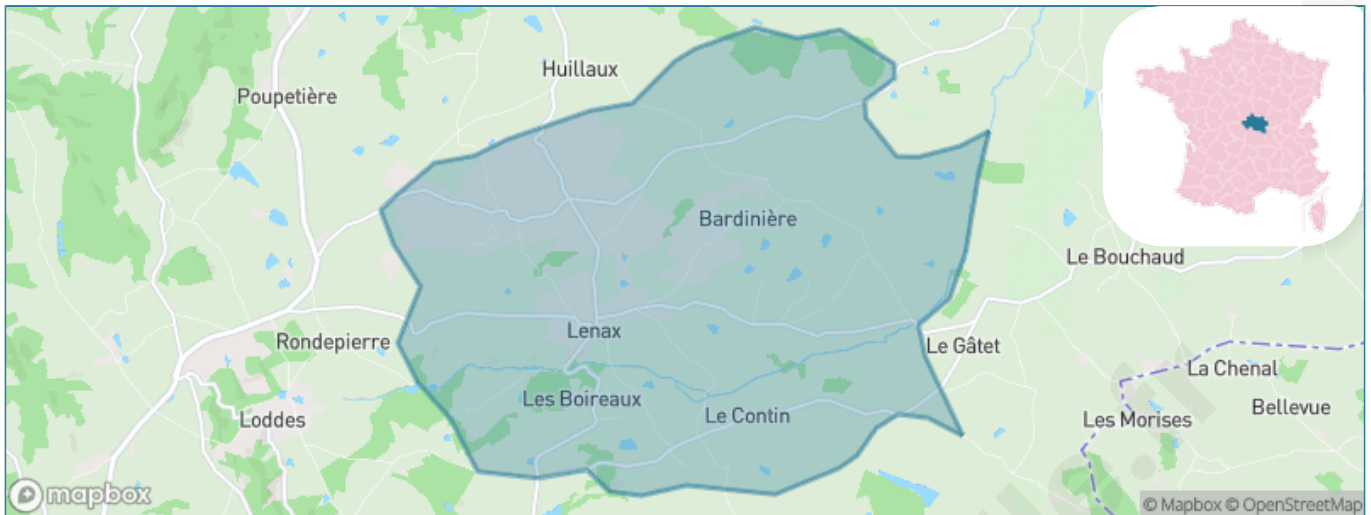 Huillaux
Poupetière
Bardinière
Le Bouchaud
Lenax
Rondepierre
Le Gâtet
La Chenal
Les Boireaux
Le Contin
Bellevue
Loddes
Les Morises
mapbox
© Mapbox © OpenStreetMap